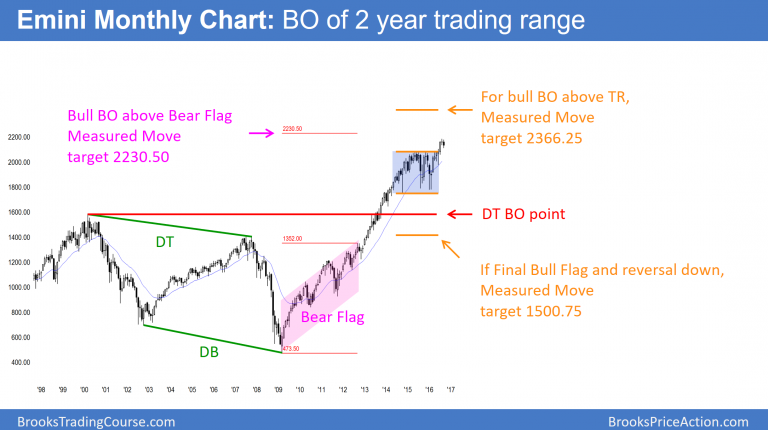 Emini Monthly Chart: BO of 2 year trading range
Bull BO above Bear Flag
Measured Move
target 2230.50
2230.50
For bull BO above TR,
Measured Move
target 2366.25
2200.00
2000.00
1800.00
1600.00
1400.00
1200.00
1000.00
800.00
600.00
400.00
DT
1352.00
DT BO point
Bear Flag
If Final Bull Flag and reversal down,
Measured Move
target 1500.75
DB
473.50
'98 '99 '00 '01 '02 '03 '04 '05 '06 '07 '08 '09 '10 '11 '12 '13 '14 '15 '16 '17
BrooksTradingCourse.com
BrooksPriceAction.com